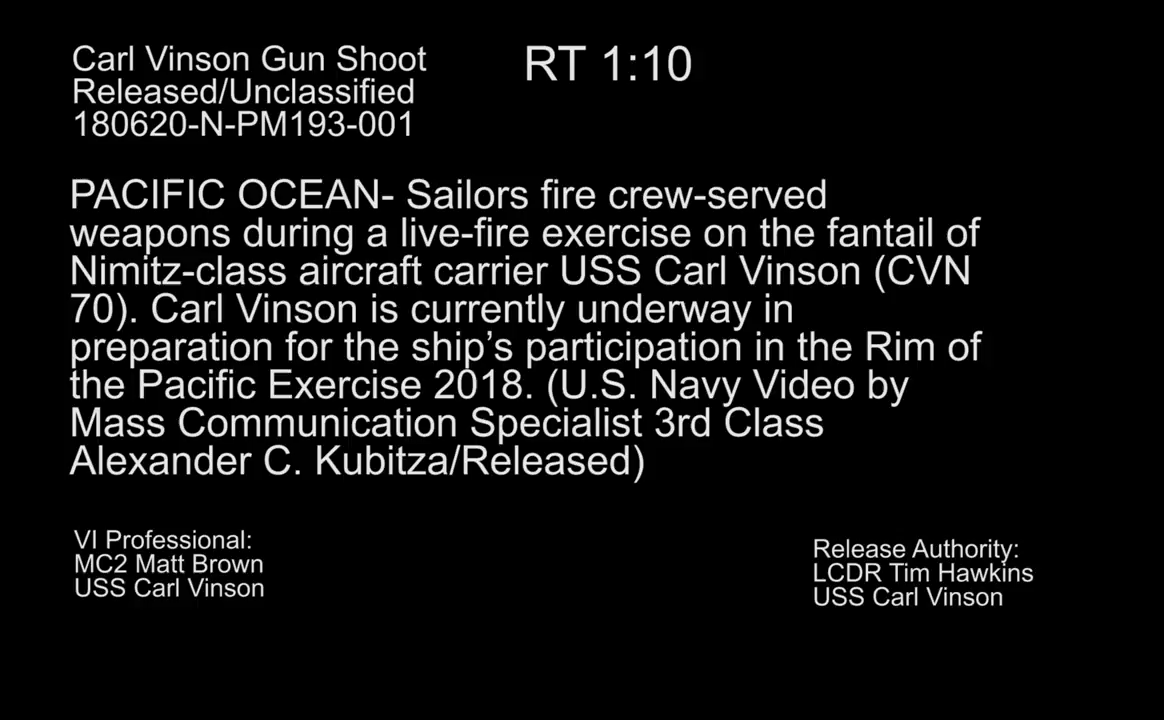 Carl Vinson Gun Shoot
Released/Unclassified
180620-N-PM193-001
RT 1:10
PACIFIC OCEAN- Sailors fire crew-served
weapons during a live-fire exercise on the fantail of
Nimitz-class aircraft carrier USS Carl Vinson (CVN
70). Carl Vinson is currently underway in
preparation for the ship’s participation in the Rim of
the Pacific Exercise 2018. (U.S. Navy Video by
Mass Communication Specialist 3rd Class
Alexander C. Kubitza/Released)
VI Professional:
MC2 Matt Brown
USS Carl Vinson
Release Authority:
LCDR Tim Hawkins
USS Carl Vinson